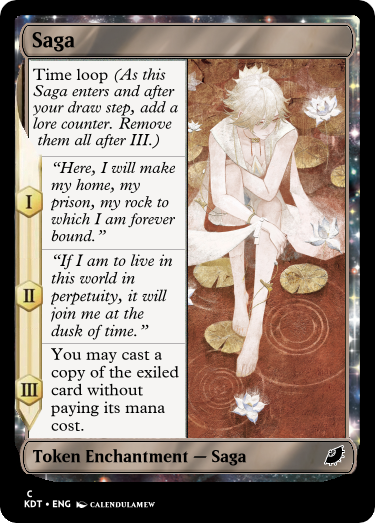 Saga
Time loop (As this
Saga enters and after
your draw step, add a
lore counter. Remove
them all after III.)
I
“Here, I will make
my home, my
prison, my rock to
which I am forever
bound.”
II
“If I am to live in
this world in
perpetuity, it will
join me at the
dusk of time.”
III
You may cast a
copy of the exiled
card without
paying its mana
cost.
Token Enchantment — Saga
C
KDT • ENG CALENDULAMEW